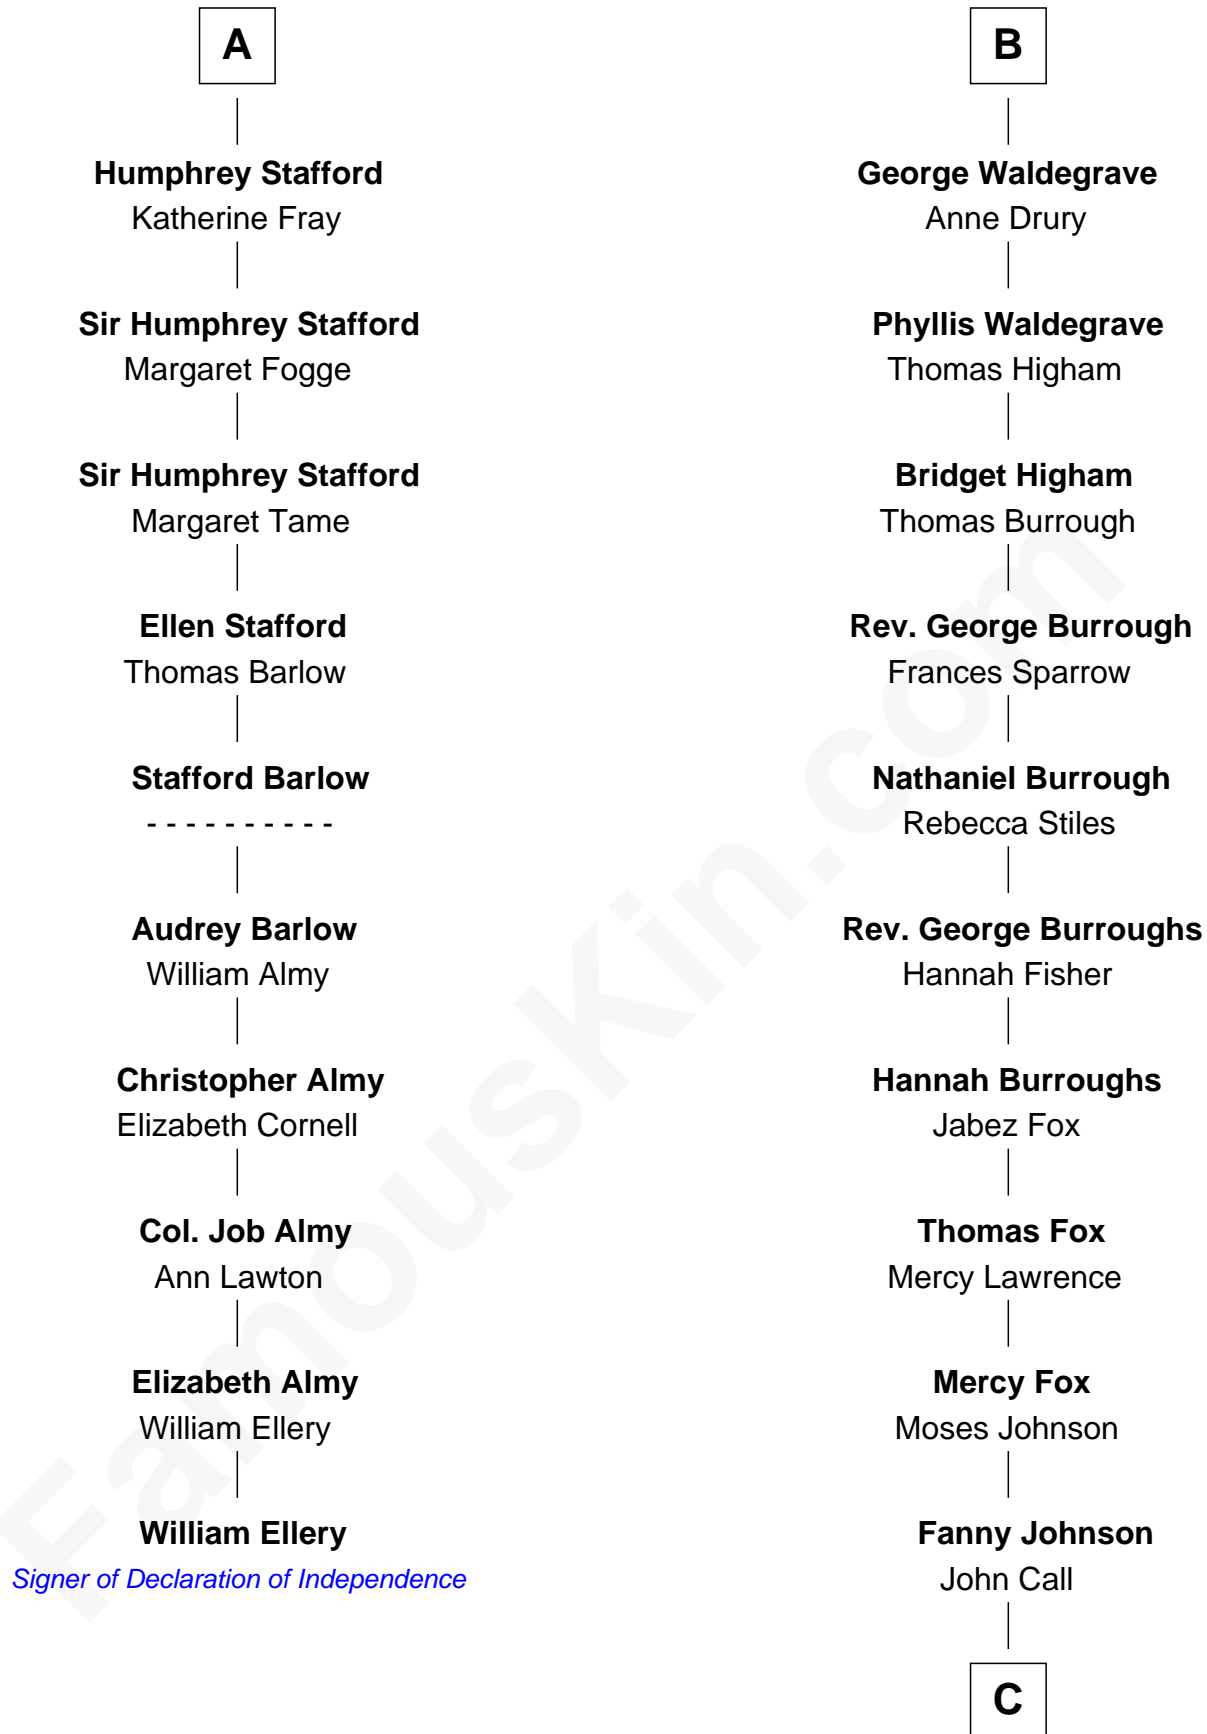 A
Humphrey Stafford
Katherine Fray
Sir Humphrey Stafford
Margaret Fogge
Sir Humphrey Stafford
Margaret Tame
Ellen Stafford
Thomas Barlow
Stafford Barlow
- - - - - - - - - -
Audrey Barlow
William Almy
Christopher Almy
Elizabeth Cornell
Col. Job Almy
Ann Lawton
Elizabeth Almy
William Ellery
William Ellery
Signer of Declaration of Independence
B
George Waldegrave
Anne Drury
Phyllis Waldegrave
Thomas Higham
Bridget Higham
Thomas Burrough
Rev. George Burrough
Frances Sparrow
Nathaniel Burrough
Rebecca Stiles
Rev. George Burroughs
Hannah Fisher
Hannah Burroughs
Jabez Fox
Thomas Fox
Mercy Lawrence
Mercy Fox
Moses Johnson
Fanny Johnson
John Call
C
FamousKin.com